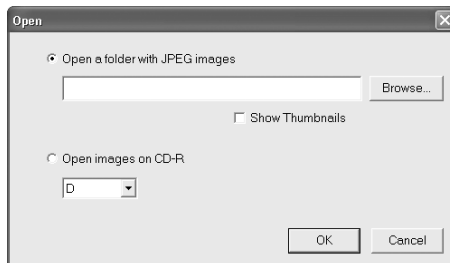 Open
Open a folder with JPEG images
Browse...
Show Thumbnails
Open images on CD-R
D
OK
Cancel